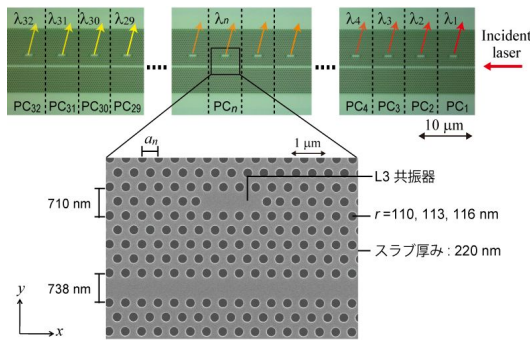 λ32 λ31 λ30 λ29 λn λ4 λ3 λ2 λ1
Incident
laser
PC32 PC31 PC30 PC29 PCn PC4 PC3 PC2 PC1
10 μm
an
1 μm
L3 共振器
710 nm
r=110, 113, 116 nm
スラブ厚み : 220 nm
738 nm
y
x